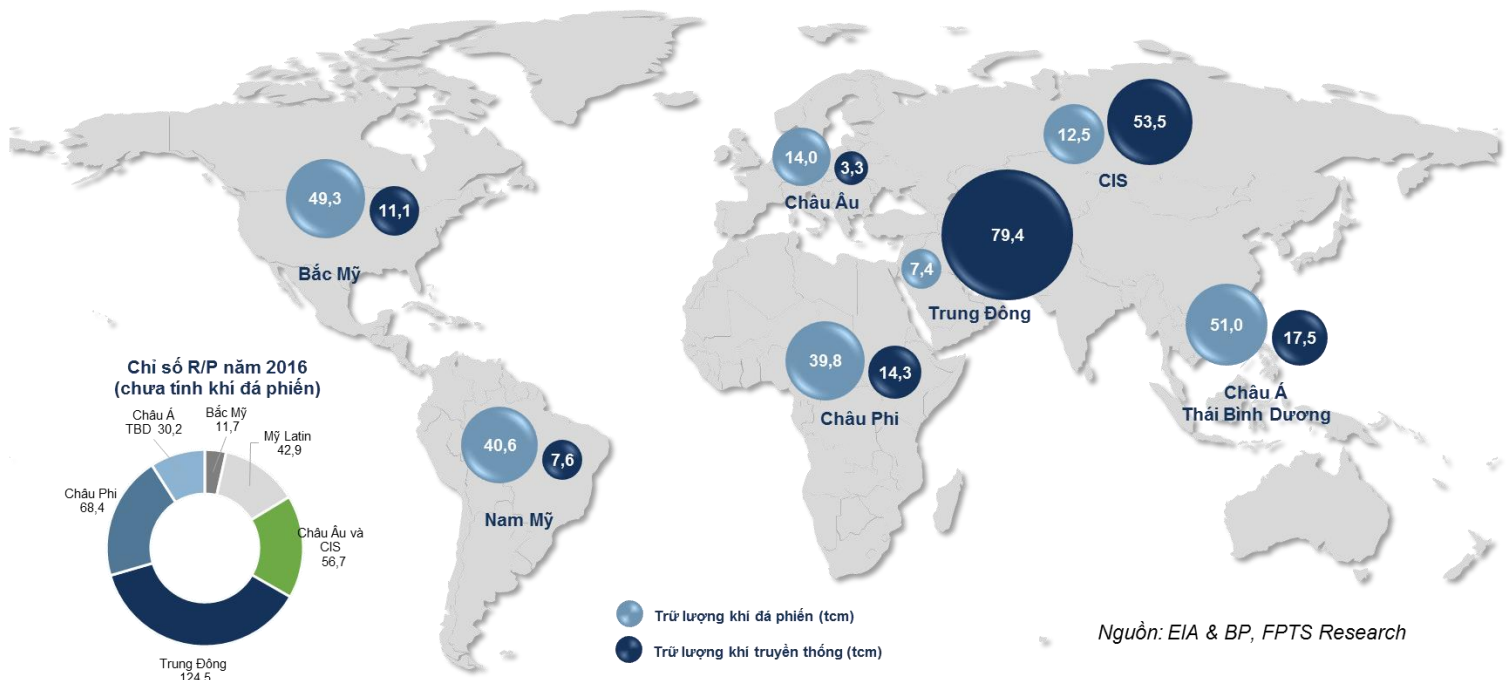 49,3
11,1
Bắc Mỹ
14,0
3,3
Châu Âu
12,5
53,5
CIS
79,4
7,4
Trung Đông
51,0
17,5
Châu Á
Thái Bình Dương
39,8
14,3
Châu Phi
40,6
7,6
Nam Mỹ
Chỉ số R/P năm 2016
(chưa tính khí đá phiến)
Châu Á
TBD 30,2
Bắc Mỹ
11,7
Mỹ Latin
42,9
Châu Phi
68,4
Châu Âu và
CIS
56,7
Trung Đông
124,5
Trữ lượng khí đá phiến (tcm)
Trữ lượng khí truyền thống (tcm)
Nguồn: EIA & BP, FPTS Research